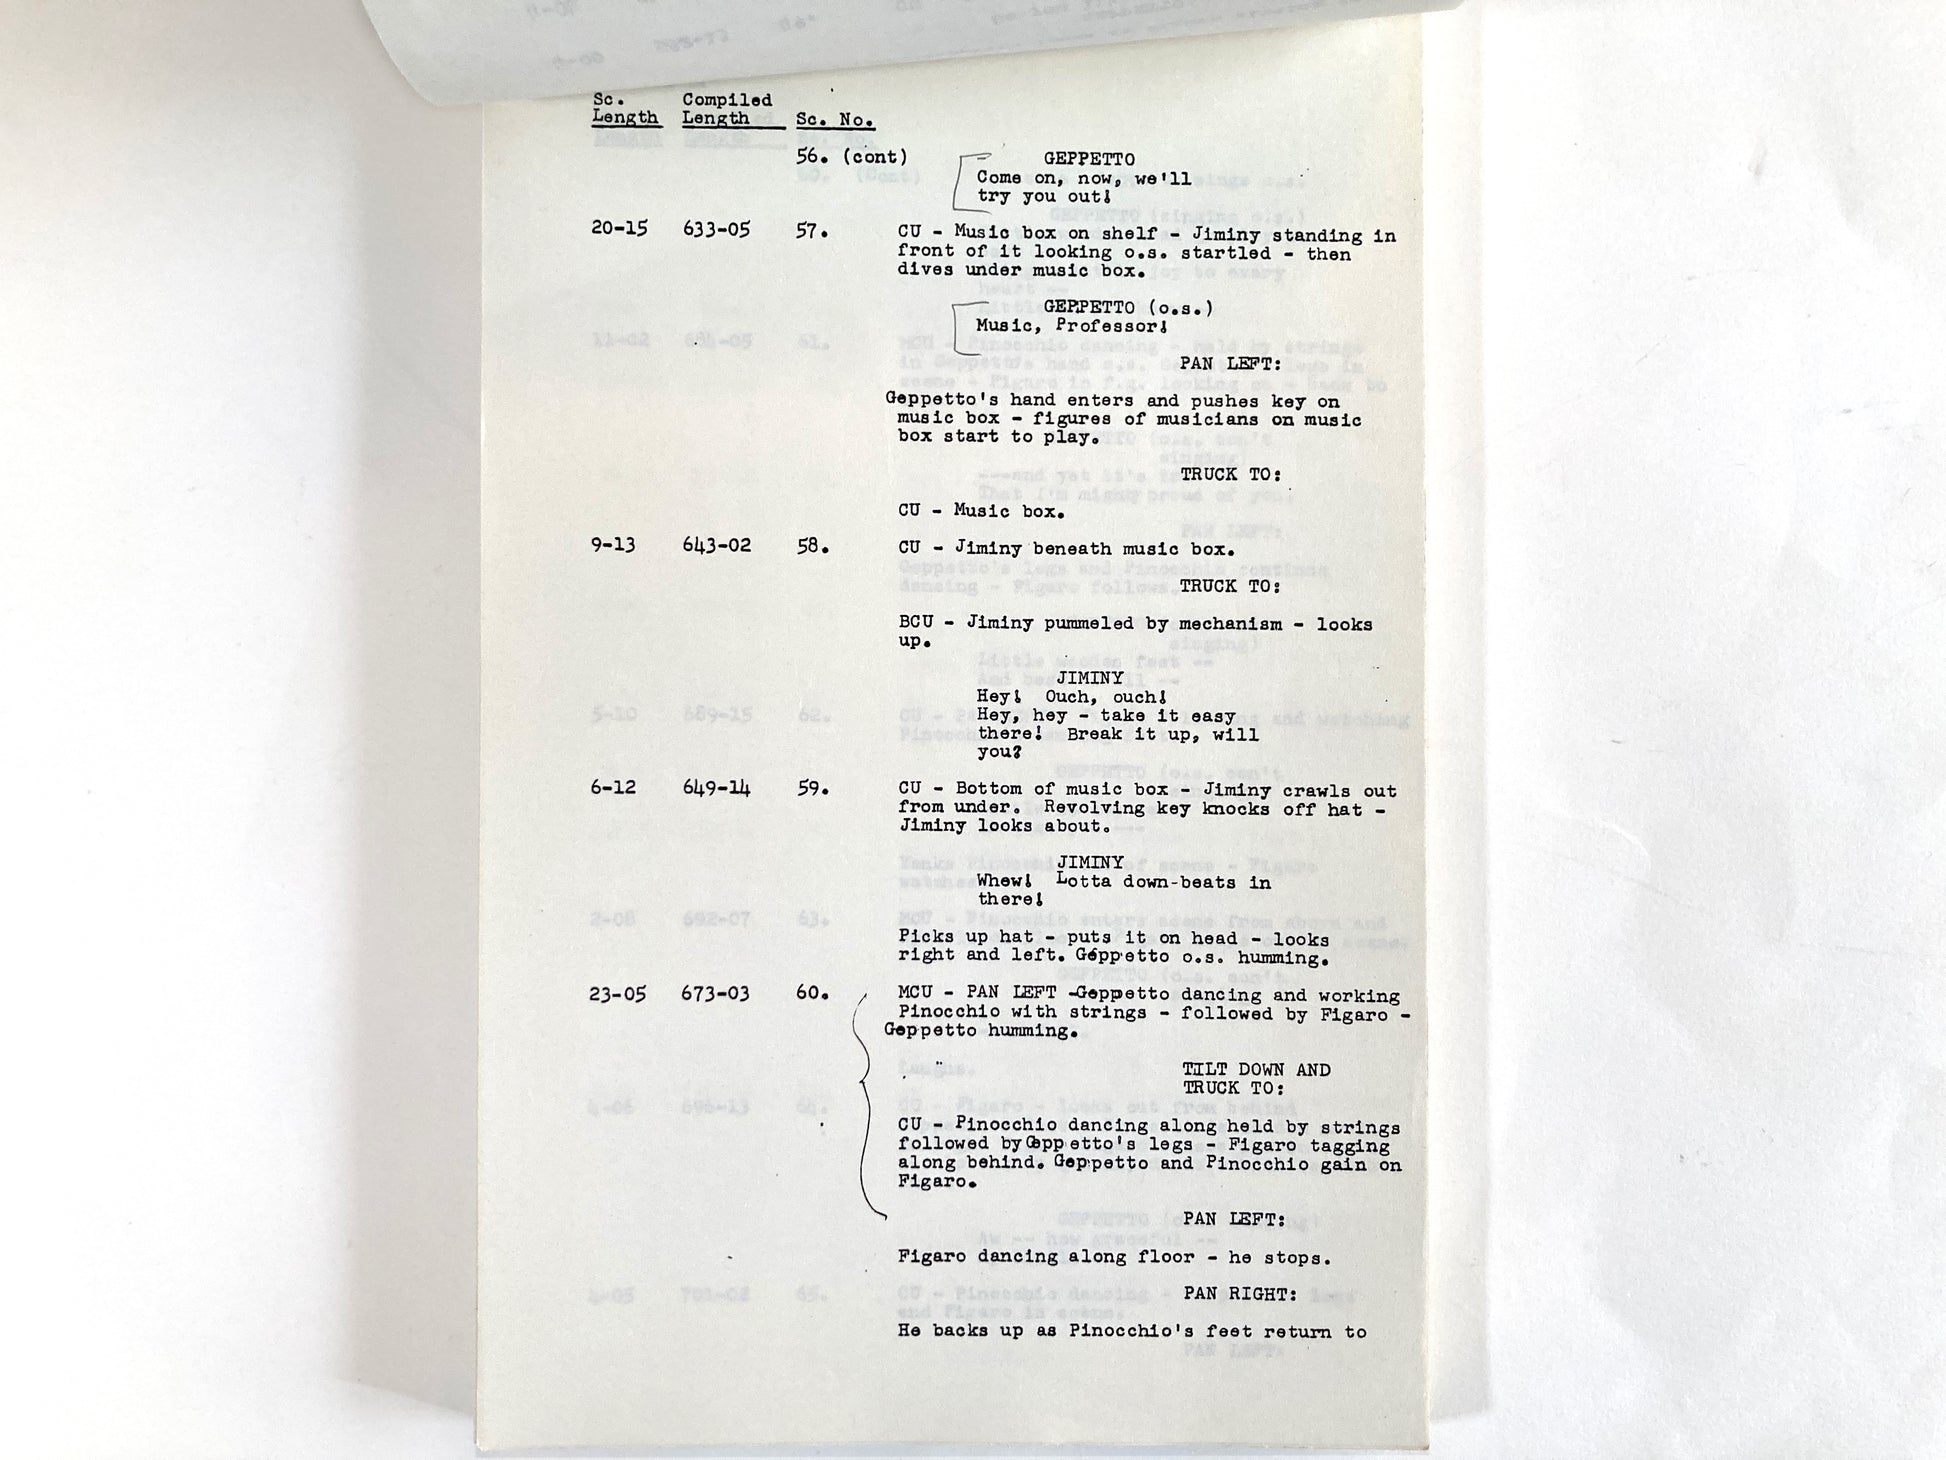 Sc. Compiled
Length Length Sc. No.
56. (cont) GEPPETTO
Come on, now, we'll
try you out!
20-15 633-05 57. CU - Music box on shelf - Jiminy standing in
front of it looking o.s. startled - then
dives under music box.
GEPPETTO (o.s.)
Music, Professor!
PAN LEFT:
Geppetto's hand enters and pushes key on
music box - figures of musicians on music
box start to play.
TRUCK TO:
CU - Music box.
9-13 643-02 58. CU - Jiminy beneath music box.
TRUCK TO:
BCU - Jiminy pummeled by mechanism - looks
up.
JIMINY
Hey! Ouch, ouch!
Hey, hey - take it easy
there! Break it up, will
you?
6-12 649-14 59. CU - Bottom of music box - Jiminy crawls out
from under. Revolving key knocks off hat -
Jiminy looks about.
JIMINY
Whew! Lotta down-beats in
there!
Picks up hat - puts it on head - looks
right and left. Geppetto o.s. humming.
23-05 673-03 60. MCU - PAN LEFT -Geppetto dancing and working
Pinocchio with strings - followed by Figaro -
Geppetto humming.
TILT DOWN AND
TRUCK TO:
CU - Pinocchio dancing along held by strings
followed by Geppetto's legs - Figaro tagging
along behind. Geppetto and Pinocchio gain on
Figaro.
PAN LEFT:
Figaro dancing along floor - he stops.
PAN RIGHT:
He backs up as Pinocchio's feet return to